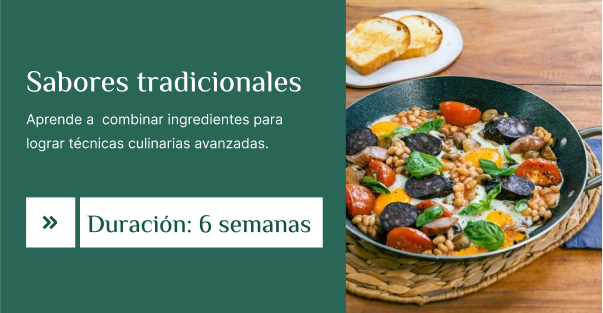 Sabores tradicionales
Aprende a  combinar ingredientes para
lograr técnicas culinarias avanzadas.
» Duración: 6 semanas